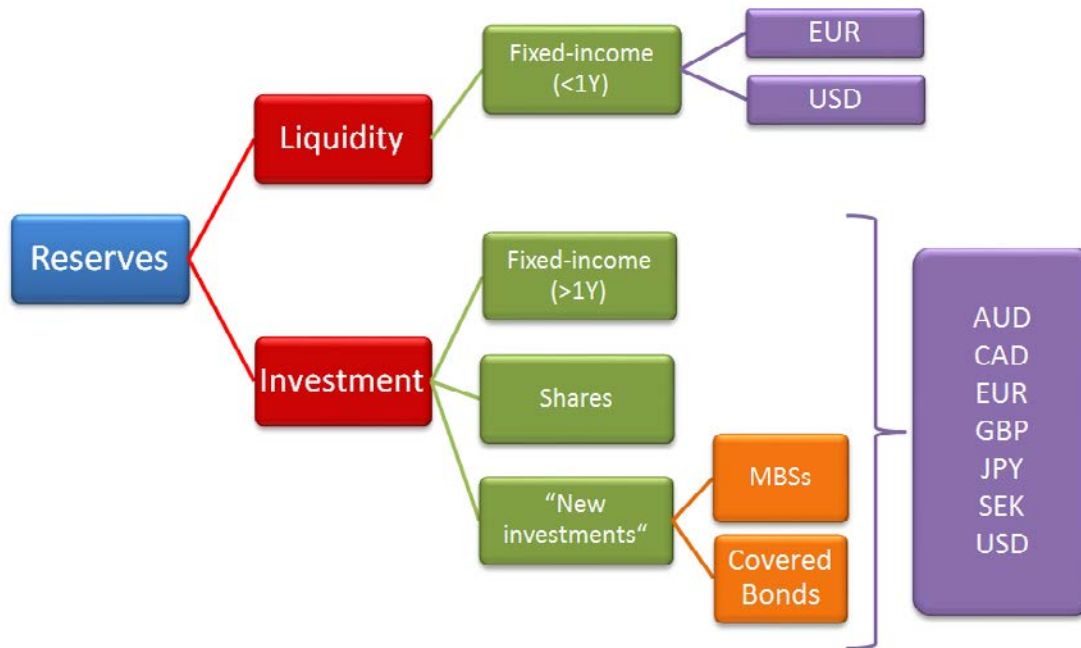 Reserves
Liquidity
Fixed-income
(<1Y)
EUR
USD
Investment
Fixed-income
(>1Y)
Shares
“New
investments“
MBSs
Covered
Bonds
AUD
CAD
EUR
GBP
JPY
SEK
USD